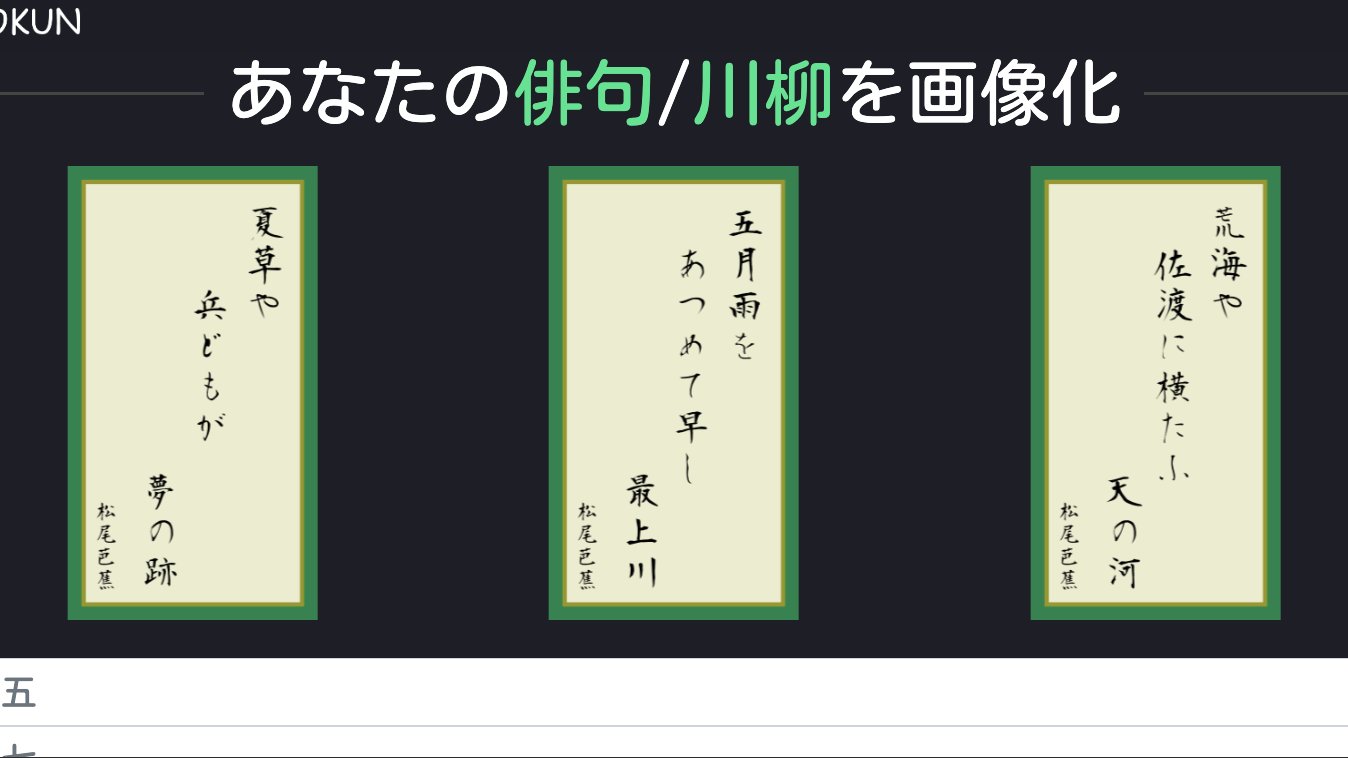 OKUN
あなたの俳句/川柳を画像化
夏草や
兵どもが
夢の跡
松尾芭蕉
五月雨を
あつめて早し
最上川
松尾芭蕉
荒海や
佐渡に横たふ
天の河
松尾芭蕉
五
七